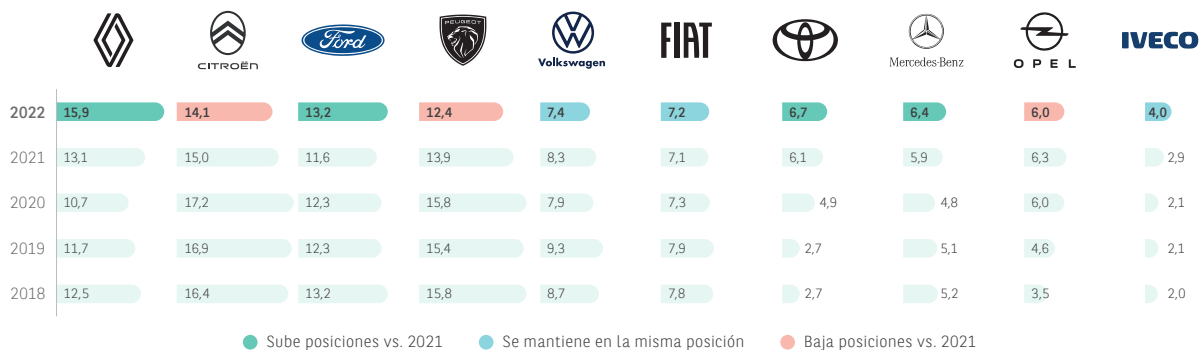 CITROËN Ford PEUGEOT Volkswagen FIAT Mercedes-Benz OPEL IVECO
2022 15,9 14,1 13,2 12,4 7,4 7,2 6,7 6,4 6,0 4,0
2021 13,1 15,0 11,6 13,9 8,3 7,1 6,1 5,9 6,3 2,9
2020 10,7 17,2 12,3 15,8 7,9 7,3 4,9 4,8 6,0 2,1
2019 11,7 16,9 12,3 15,4 9,3 7,9 2,7 5,1 4,6 2,1
2018 12,5 16,4 13,2 15,8 8,7 7,8 2,7 5,2 3,5 2,0
Sube posiciones vs. 2021 Se mantiene en la misma posición Baja posiciones vs. 2021